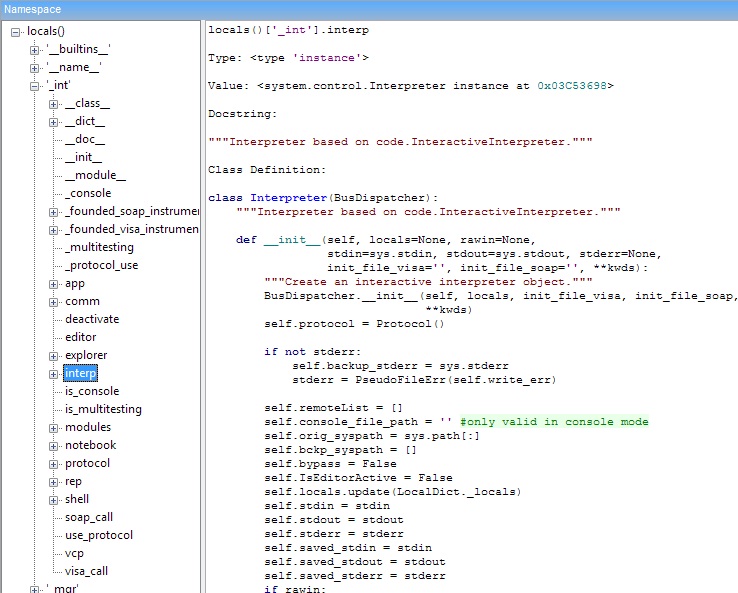 Namespace
locals()
'__builtins__'
'__name__'
'_int'
__class__
__dict__
__doc__
__init__
__module__
_console
_founded_soap_instrumen
_founded_visa_instrumen
_multitesting
_protocol_use
app
comm
deactivate
editor
explorer
interp
is_console
is_multitesting
modules
notebook
protocol
rep
shell
soap_call
use_protocol
vcp
visa_call
'_mgr'
locals()['_int'].interp
Type: <type 'instance'>
Value: <system.control.Interpreter instance at 0x03C53698>
Docstring:
"""Interpreter based on code.InteractiveInterpreter."""
Class Definition:
class Interpreter(BusDispatcher):
"""Interpreter based on code.InteractiveInterpreter."""
def __init__(self, locals=None, rawin=None,
stdin=sys.stdin, stdout=sys.stdout, stderr=None,
init_file_visa='', init_file_soap='', **kwds):
"""Create an interactive interpreter object."""
BusDispatcher.__init__(self, locals, init_file_visa, init_file_soap,
**kwds)
self.protocol = Protocol()
if not stderr:
self.backup_stderr = sys.stderr
stderr = PseudoFileErr(self.write_err)
self.remoteList = []
self.console_file_path = '' #only valid in console mode
self.orig_syspath = sys.path[:]
self.bckp_syspath = []
self.bypass = False
self.IsEditorActive = False
self.locals.update(LocalDict._locals)
self.stdin = stdin
self.stdout = stdout
self.stderr = stderr
self.saved_stdin = stdin
self.saved_stdout = stdout
self.saved_stderr = stderr
if rawin: